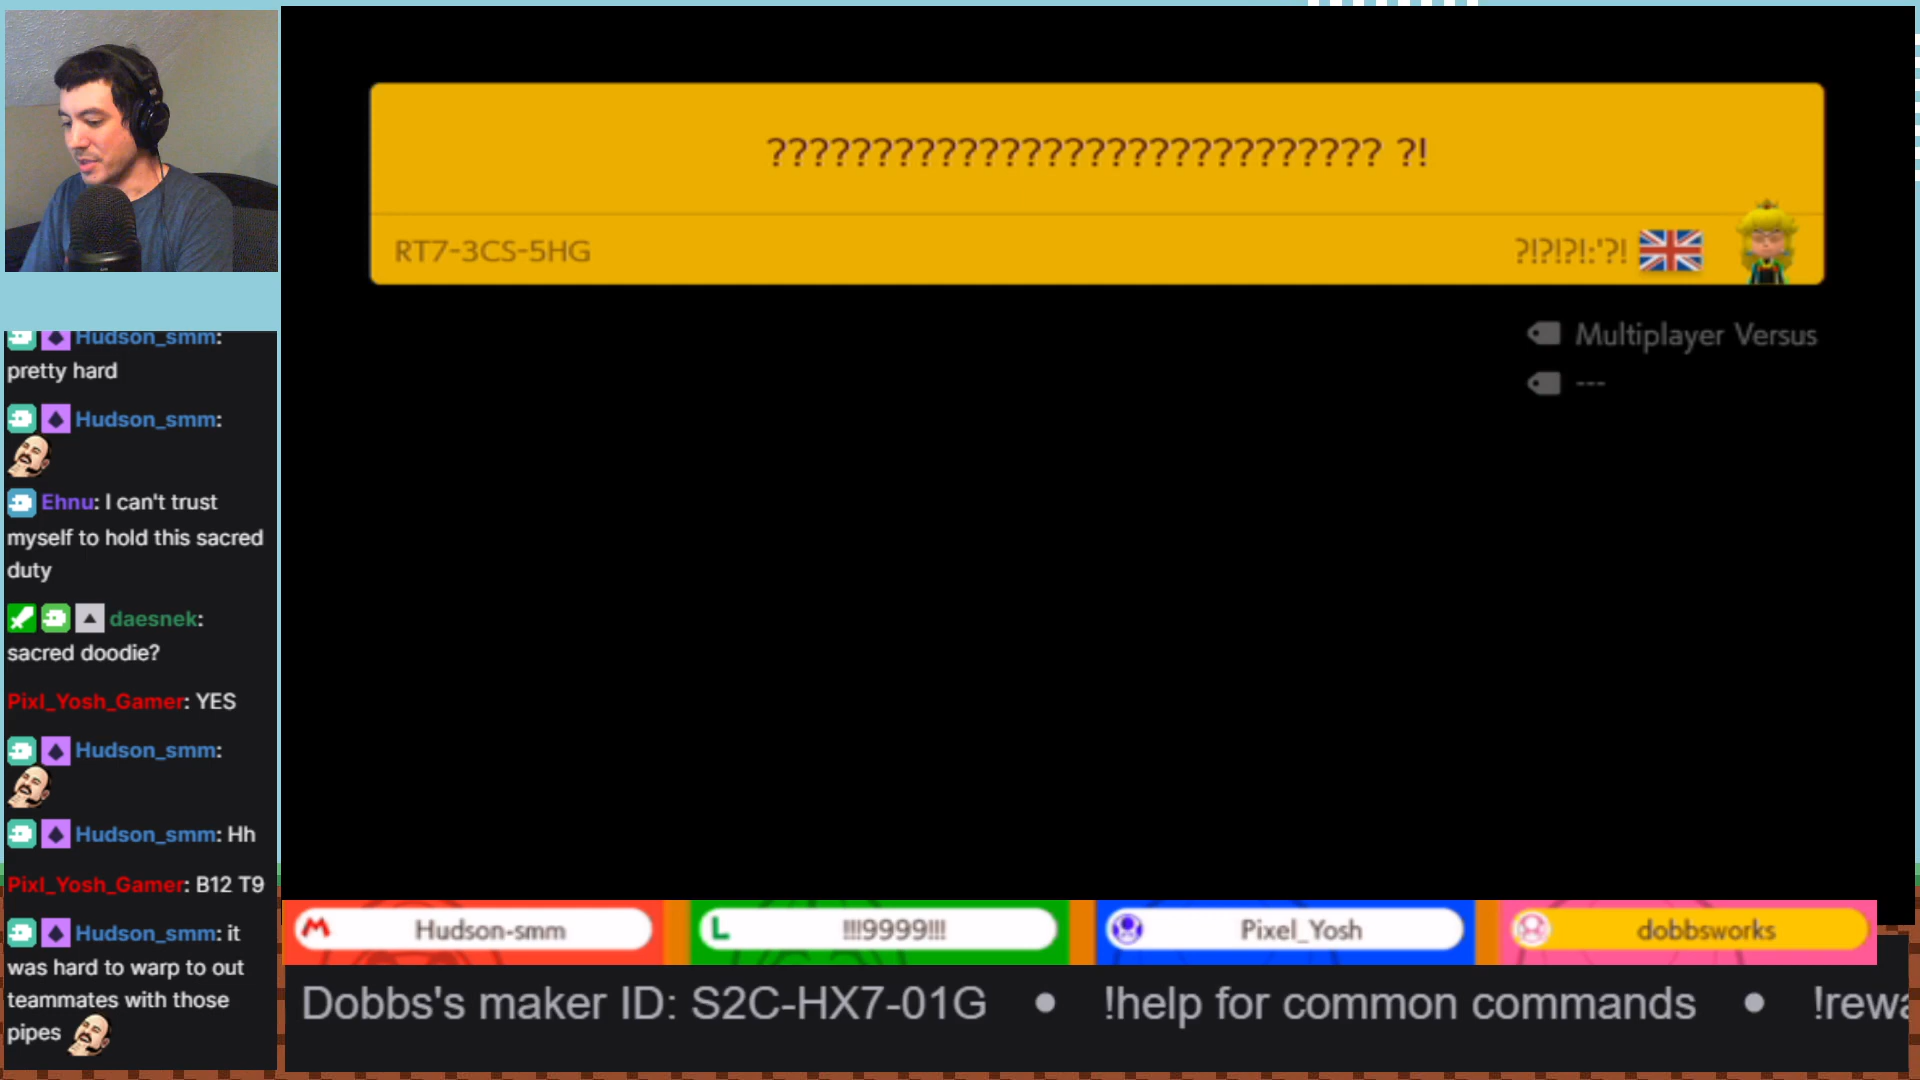 ????????????????????????????? ?!
RT7-3CS-5HG
?!?!?!:'?!
Multiplayer Versus
---
Hudson_smm:
pretty hard
Hudson_smm:
Ehnu: I can't trust
myself to hold this sacred
duty
daesnek:
sacred doodie?
Pixl_Yosh_Gamer: YES
Hudson_smm:
Hudson_smm: Hh
Pixl_Yosh_Gamer: B12 T9
Hudson_smm: it
was hard to warp to out
teammates with those
pipes
M Hudson-smm
L !!!9999!!!
Pixel_Yosh
dobbsworks
Dobbs's maker ID: S2C-HX7-01G • !help for common commands • !rewa